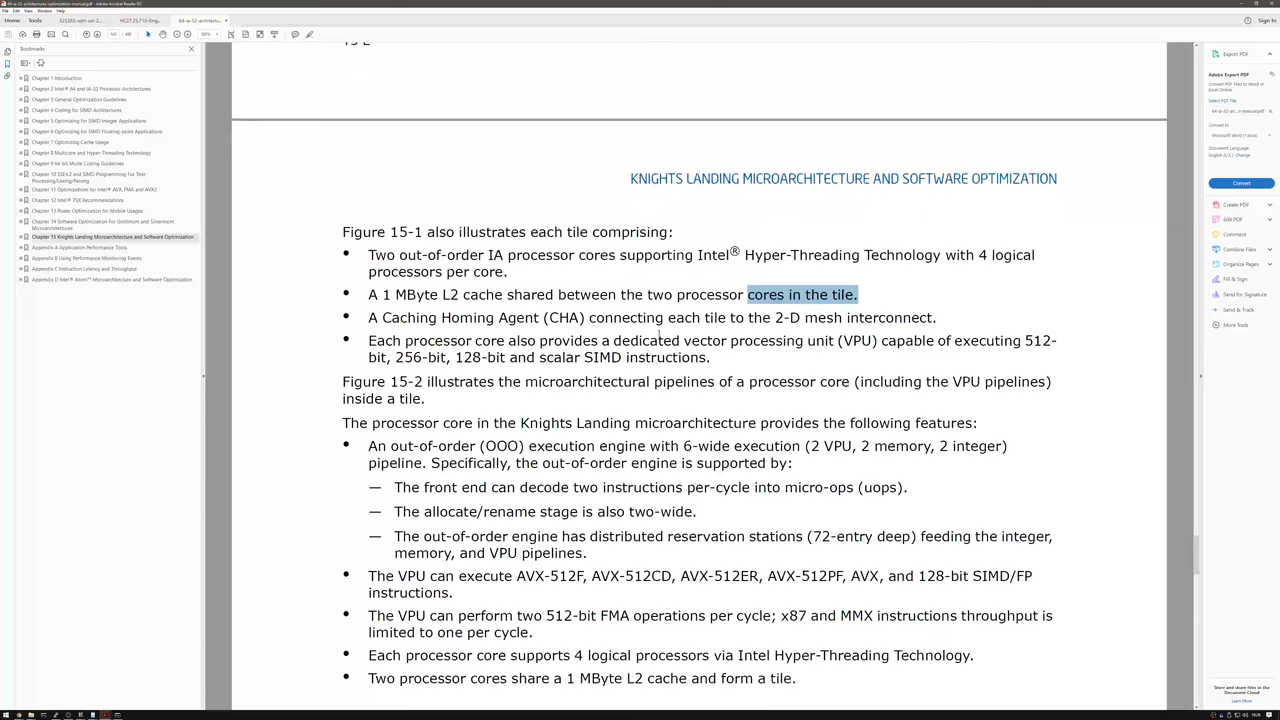 64-ia-32-architectures-optimization-manual.pdf - Adobe Acrobat Reader DC
File Edit View Window Help
Home Tools 325383-sdm-vol-2... HC27.25.710-Knig... 64-ia-32-architectu... × Sign In
Bookmarks
Chapter 1 Introduction
Chapter 2 Intel® 64 and IA-32 Processor Architectures
Chapter 3 General Optimization Guidelines
Chapter 4 Coding for SIMD Architectures
Chapter 5 Optimizing for SIMD Integer Applications
Chapter 6 Optimizing for SIMD Floating-point Applications
Chapter 7 Optimizing Cache Usage
Chapter 8 Multicore and Hyper-Threading Technology
Chapter 9 64-bit Mode Coding Guidelines
Chapter 10 SSE4.2 and SIMD Programming For Text-
Processing/Lexing/Parsing
Chapter 11 Optimizations for Intel® AVX, FMA and AVX2
Chapter 12 Intel® TSX Recommendations
Chapter 13 Power Optimization for Mobile Usages
Chapter 14 Software Optimization For Goldmont and Silvermont
Microarchitectures
Chapter 15 Knights Landing Microarchitecture and Software Optimization
Appendix A Application Performance Tools
Appendix B Using Performance Monitoring Events
Appendix C Instruction Latency and Throughput
Appendix D Intel® Atom™ Microarchitecture and Software Optimization
KNIGHTS LANDING MICROARCHITECTURE AND SOFTWARE OPTIMIZATION
Figure 15-1 also illustrates each tile comprising:
• Two out-of-order IA processor cores supporting Intel® Hyper-Threading Technology with 4 logical
processors per core.
• A 1 MByte L2 cache shared between the two processor cores in the tile.
• A Caching Homing Agent (CHA) connecting each tile to the 2-D mesh interconnect.
• Each processor core also provides a dedicated vector processing unit (VPU) capable of executing 512-
bit, 256-bit, 128-bit and scalar SIMD instructions.
Figure 15-2 illustrates the microarchitectural pipelines of a processor core (including the VPU pipelines)
inside a tile.
The processor core in the Knights Landing microarchitecture provides the following features:
• An out-of-order (OOO) execution engine with 6-wide execution (2 VPU, 2 memory, 2 integer)
pipeline. Specifically, the out-of-order engine is supported by:
— The front end can decode two instructions per-cycle into micro-ops (uops).
— The allocate/rename stage is also two-wide.
— The out-of-order engine has distributed reservation stations (72-entry deep) feeding the integer,
memory, and VPU pipelines.
• The VPU can execute AVX-512F, AVX-512CD, AVX-512ER, AVX-512PF, AVX, and 128-bit SIMD/FP
instructions.
• The VPU can perform two 512-bit FMA operations per cycle; x87 and MMX instructions throughput is
limited to one per cycle.
• Each processor core supports 4 logical processors via Intel Hyper-Threading Technology.
• Two processor cores share a 1 MByte L2 cache and form a tile.
Export PDF
Adobe Export PDF
Convert PDF Files to Word or
Excel Online
Select PDF File
Convert to
Microsoft Word (*.docx)
Document Language:
English (U.S.) Change
Convert
Create PDF
Edit PDF
Comment
Combine Files
Organize Pages
Fill & Sign
Send for Signature
Send & Track
More Tools
Store and share files in the
Document Cloud
Learn More